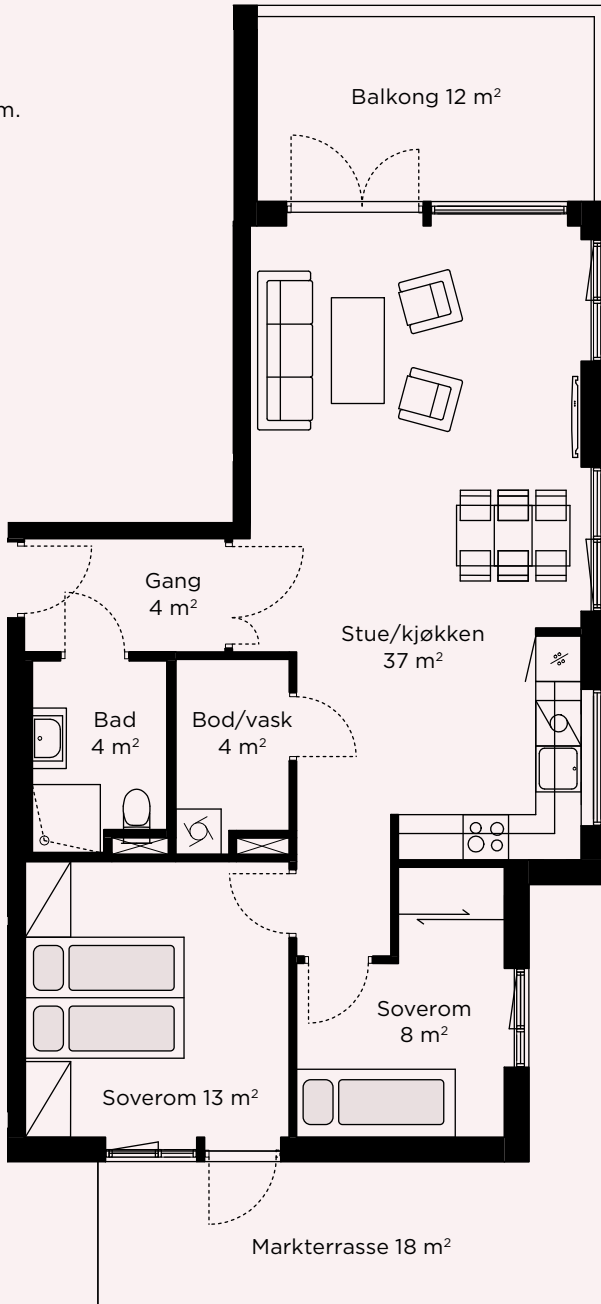 m.
Balkong 12 m²
Gang
4 m²
Stue/kjøkken
37 m²
Bad
4 m²
Bod/vask
4 m²
Soverom
8 m²
Soverom 13 m²
Markterrasse 18 m²